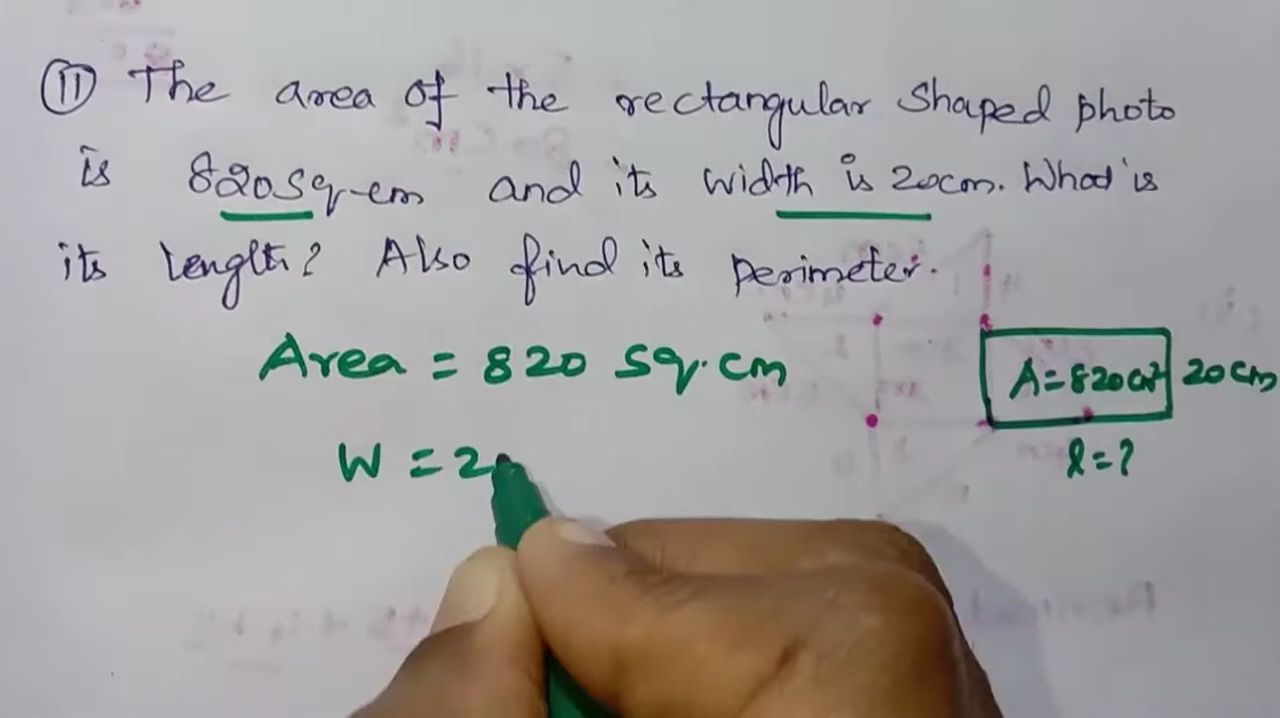 ⑪ The area of the rectangular shaped photo
is 820 sq.cm and its width is 20cm. What is
its length? Also find its perimeter.
Area = 820 sq.cm
A=820cm² 20cm
W = 2
l=?